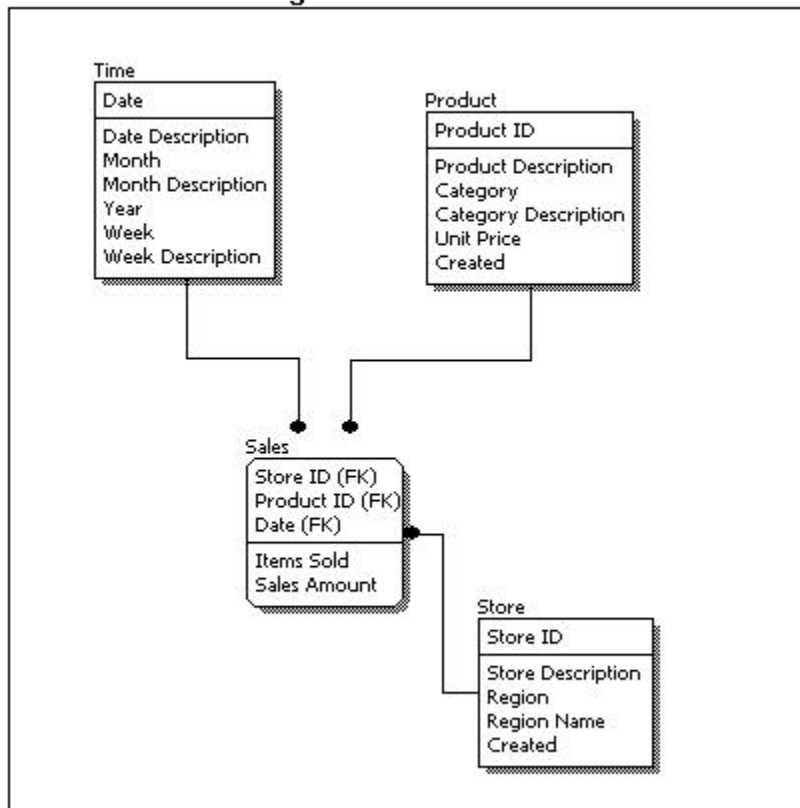 Time
Date
Date Description
Month
Month Description
Year
Week
Week Description
Product
Product ID
Product Description
Category
Category Description
Unit Price
Created
Sales
Store ID (FK)
Product ID (FK)
Date (FK)
Items Sold
Sales Amount
Store
Store ID
Store Description
Region
Region Name
Created